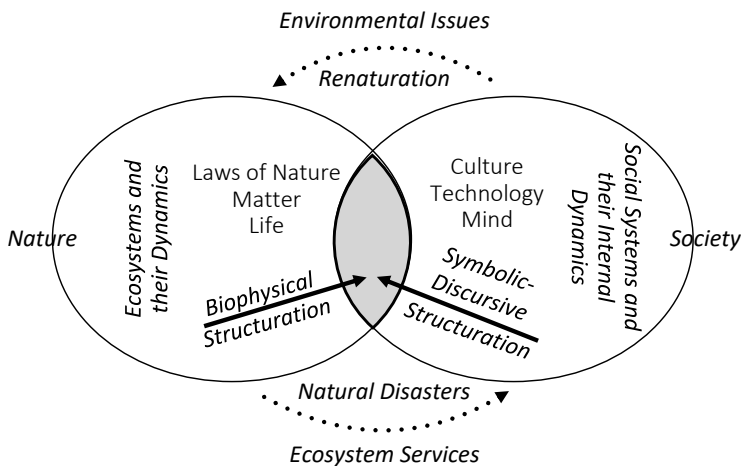 Environmental Issues
Renaturation
Nature
Ecosystems and
their Dynamics
Laws of Nature
Matter
Life
Biophysical
Structuration
Culture
Technology
Mind
Symbolic-
Discursive
Structuration
Social Systems and
their Internal
Dynamics
Society
Natural Disasters
Ecosystem Services